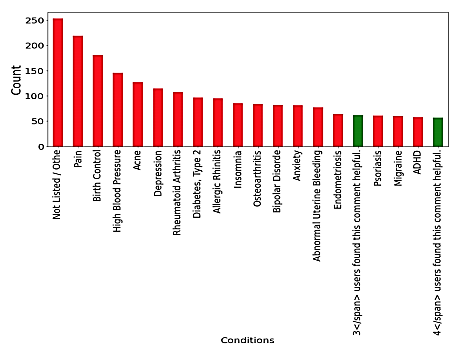 Count
250
200
150
100
50
0
Not Listed / Othe
Pain
Birth Control
High Blood Pressure
Acne
Depression
Rheumatoid Arthritis
Diabetes, Type 2
Allergic Rhinitis
Insomnia
Osteoarthritis
Bipolar Disorde
Anxiety
Abnormal Uterine Bleeding
Endometriosis
3</span> users found this comment helpful.
Psoriasis
Migraine
ADHD
4</span> users found this comment helpful.
Conditions